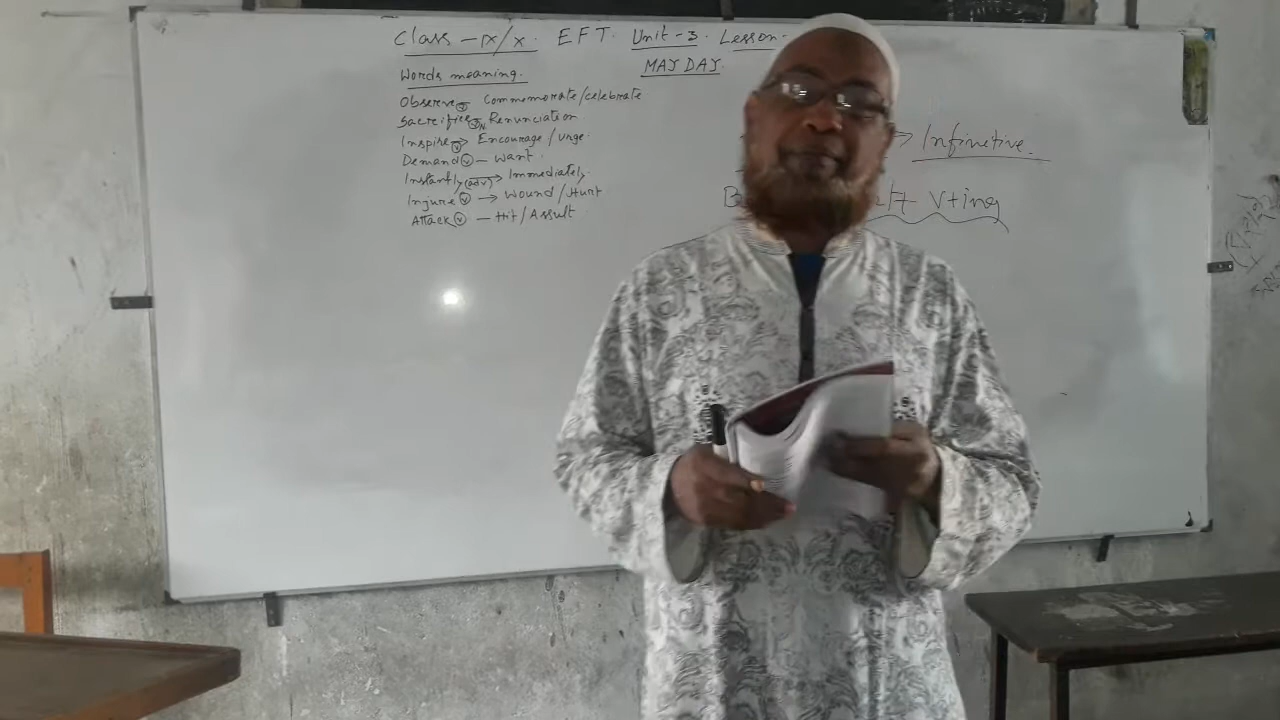 Class - IX/X. EFT. Unit-3. Lesson-
MAY DAY.
Words meaning.
Observe (v) Commemorate/celebrate
Sacrifice (N) Renunciation
Inspire (v) → Encourage / Urge.
Demand (v) - Want.
Instantly (adv) → Immediately.
Injure (v) → Wound / Hurt
Attack (v) - Hit / Assult
→ Infinitive.
V+ing